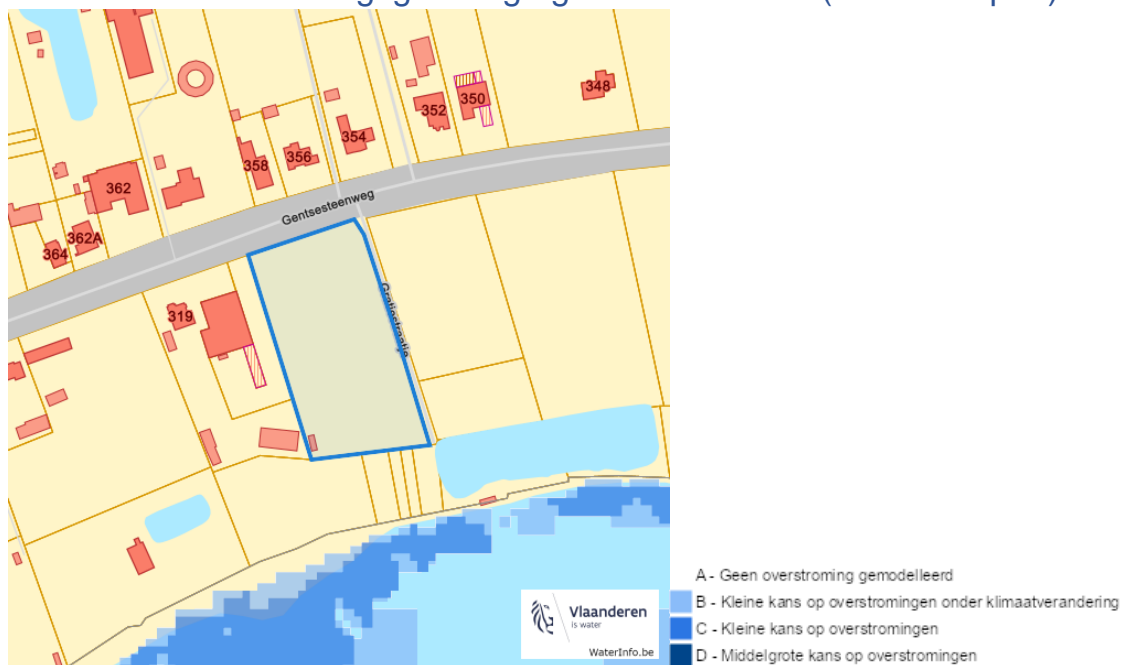 348
350
352
354
356
358
362
362A
364
Gentsesteenweg
319
Gratiestraatje
Vlaanderen
is water
WaterInfo.be
A - Geen overstroming gemodelleerd
B - Kleine kans op overstromingen onder klimaatverandering
C - Kleine kans op overstromingen
D - Middelgrote kans op overstromingen